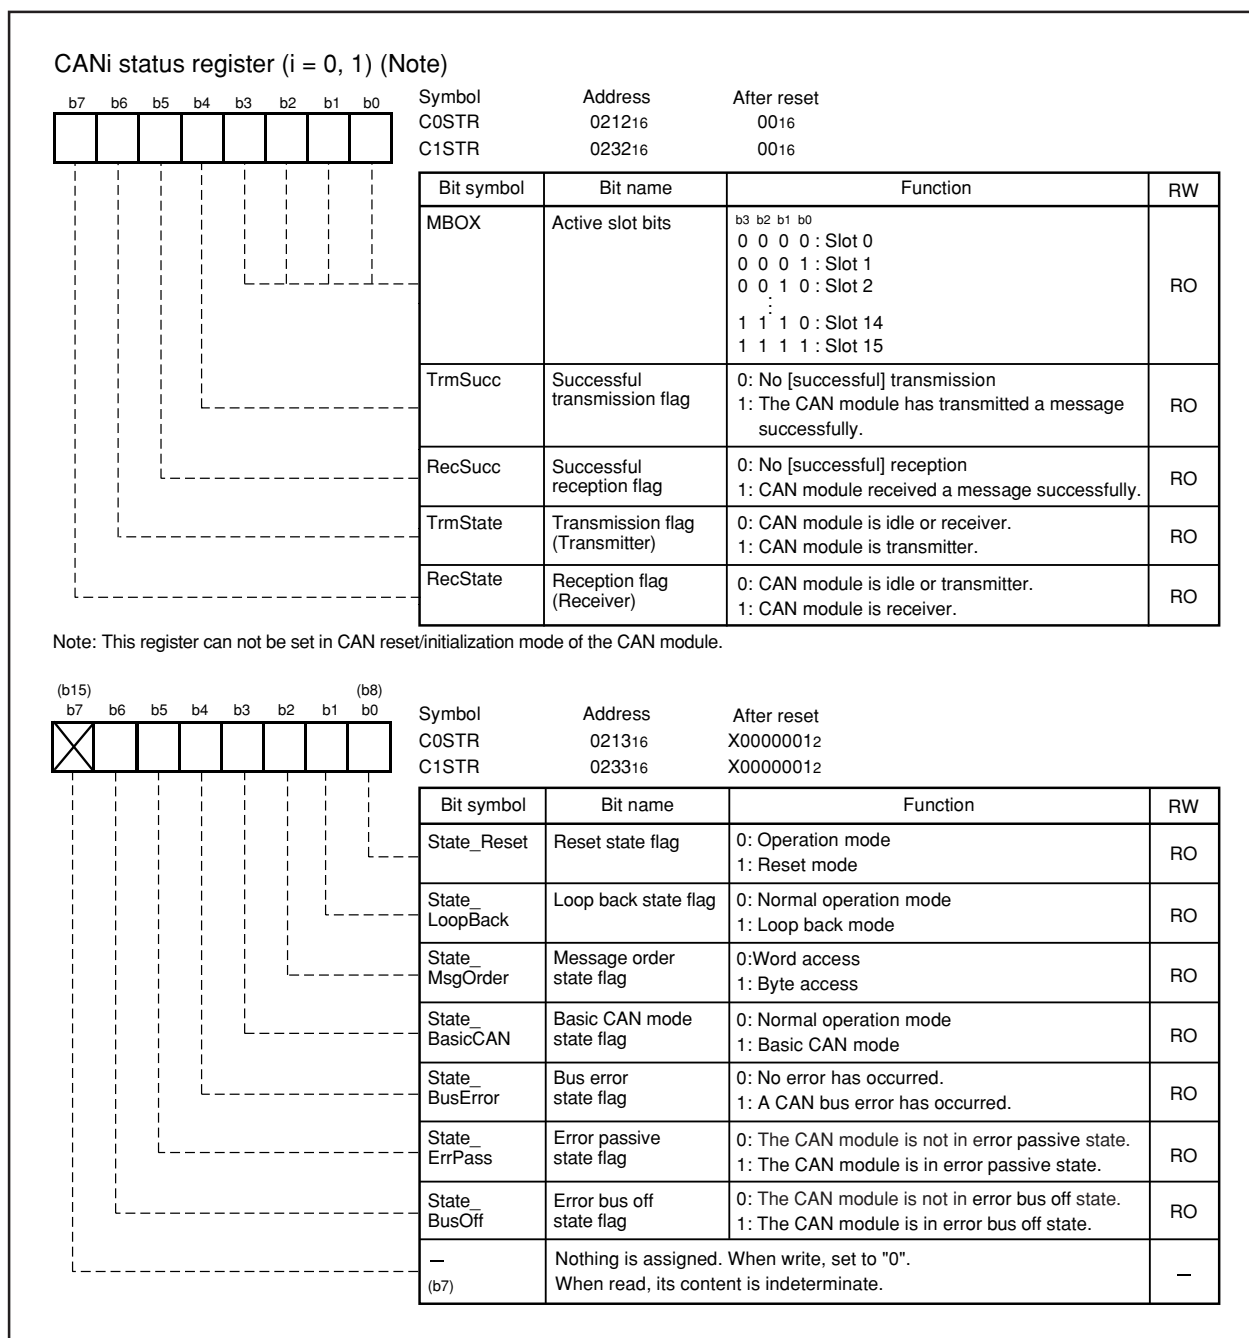 CANi status register (i = 0, 1) (Note)
b7 b6 b5 b4 b3 b2 b1 b0
Symbol Address After reset
C0STR 021216 0016
C1STR 023216 0016
Bit symbol Bit name Function RW
MBOX Active slot bits b3 b2 b1 b0
0 0 0 0 : Slot 0
0 0 0 1 : Slot 1
0 0 1 0 : Slot 2
:
1 1 1 0 : Slot 14
1 1 1 1 : Slot 15
RO
TrmSucc Successful transmission flag
0: No [successful] transmission
1: The CAN module has transmitted a message
successfully.
RO
RecSucc Successful reception flag
0: No [successful] reception
1: CAN module received a message successfully.
RO
TrmState Transmission flag (Transmitter)
0: CAN module is idle or receiver.
1: CAN module is transmitter.
RO
RecState Reception flag (Receiver)
0: CAN module is idle or transmitter.
1: CAN module is receiver.
RO
Note: This register can not be set in CAN reset/initialization mode of the CAN module.
(b15) (b8)
b7 b6 b5 b4 b3 b2 b1 b0
Symbol Address After reset
C0STR 021316 X00000012
C1STR 023316 X00000012
Bit symbol Bit name Function RW
State_Reset Reset state flag
0: Operation mode
1: Reset mode
RO
State_
LoopBack
Loop back state flag
0: Normal operation mode
1: Loop back mode
RO
State_
MsgOrder
Message order
state flag
0:Word access
1: Byte access
RO
State_
BasicCAN
Basic CAN mode
state flag
0: Normal operation mode
1: Basic CAN mode
RO
State_
BusError
Bus error
state flag
0: No error has occurred.
1: A CAN bus error has occurred.
RO
State_
ErrPass
Error passive
state flag
0: The CAN module is not in error passive state.
1: The CAN module is in error passive state.
RO
State_
BusOff
Error bus off
state flag
0: The CAN module is not in error bus off state.
1: The CAN module is in error bus off state.
RO
—
(b7)
Nothing is assigned. When write, set to "0".
When read, its content is indeterminate.
—